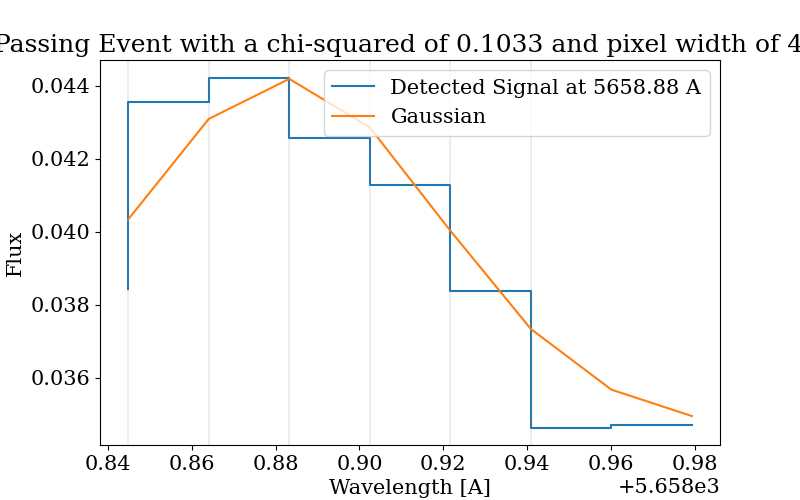 Passing Event with a chi-squared of 0.1033 and pixel width of 4
Detected Signal at 5658.88 A
Gaussian
Flux
0.044
0.042
0.040
0.038
0.036
0.84 0.86 0.88 0.90 0.92 0.94 0.96 0.98
+5.658e3
Wavelength [A]